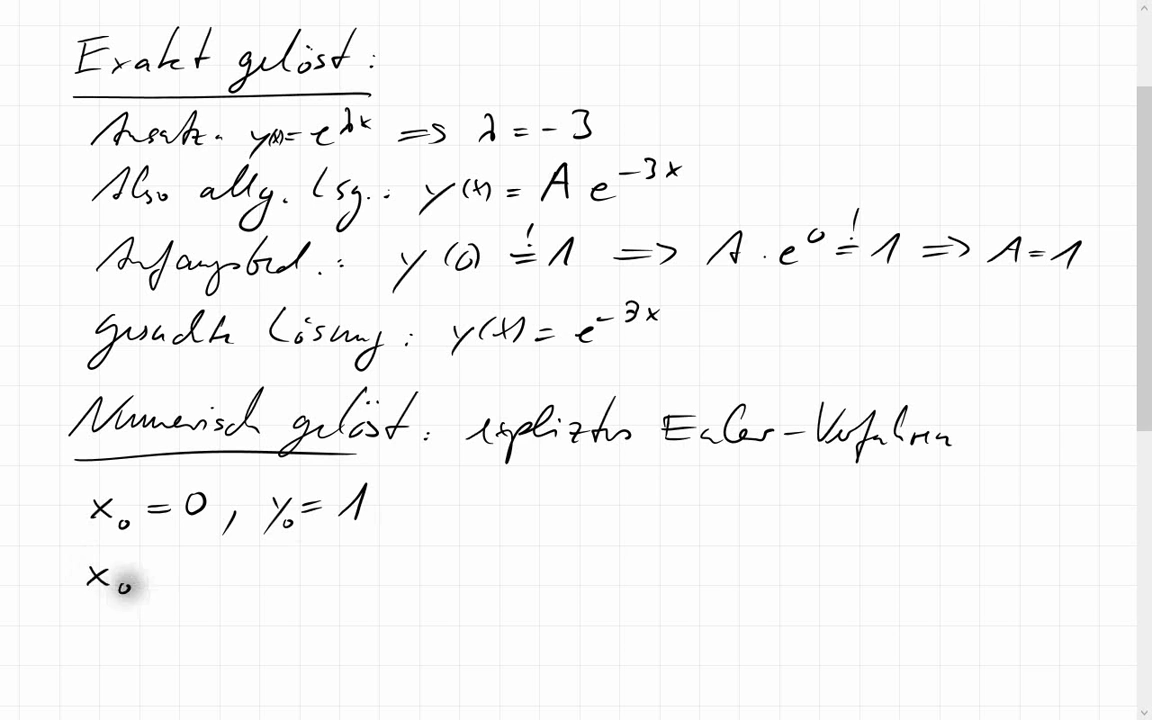 Exakt gelöst:
Ansatz: y(x)=e^{λx} => λ = -3
Also allg. Lsg.: y(x) = A e^{-3x}
Anfangsbed.: y(0) =! 1 => A · e^0 =! 1 => A=1
gesuchte Lösung: y(x) = e^{-3x}
Numerisch gelöst: explizites Euler-Verfahren
x₀ = 0, y₀ = 1
x₀